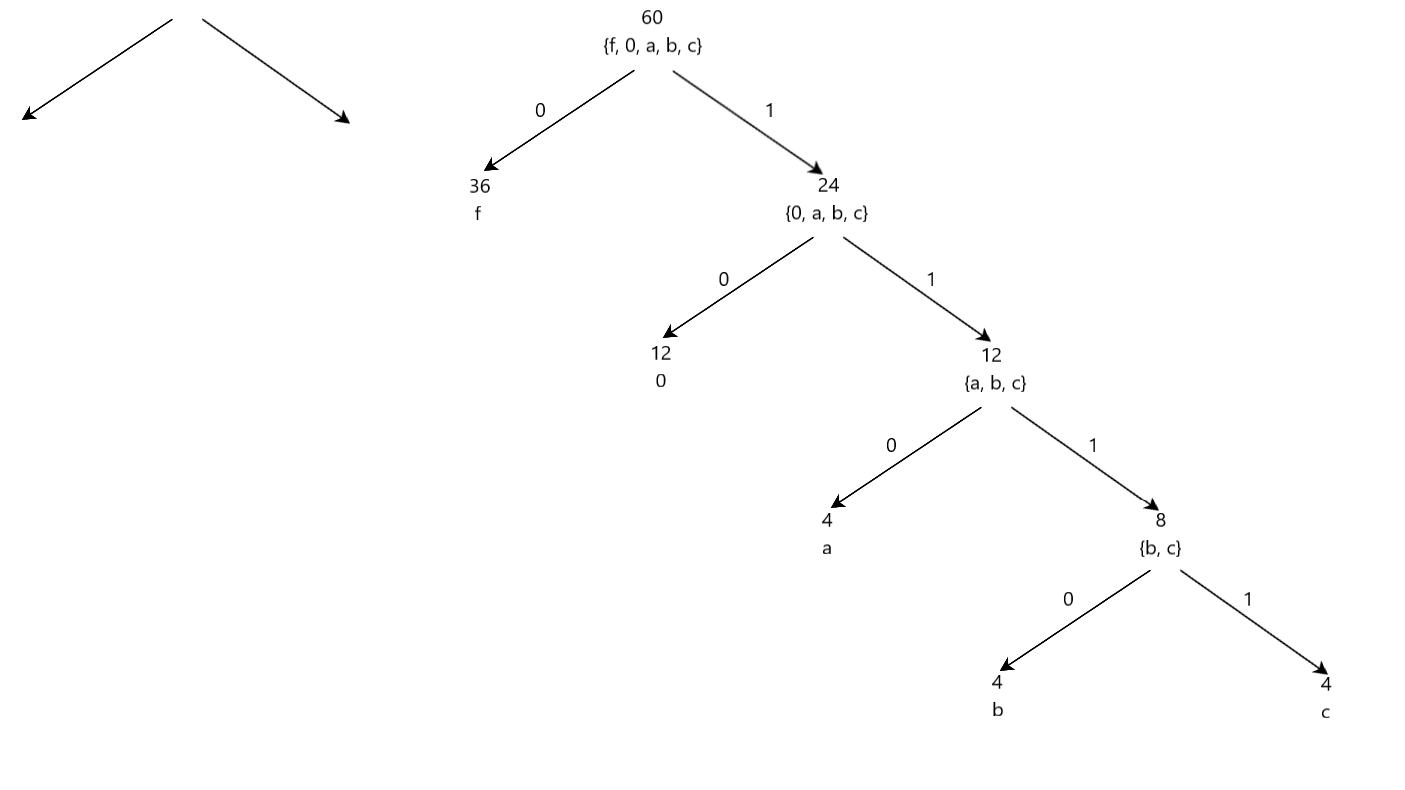 60
{f, 0, a, b, c}
0
1
36
f
24
{0, a, b, c}
0
1
12
0
12
{a, b, c}
0
1
4
a
8
{b, c}
0
1
4
b
4
c